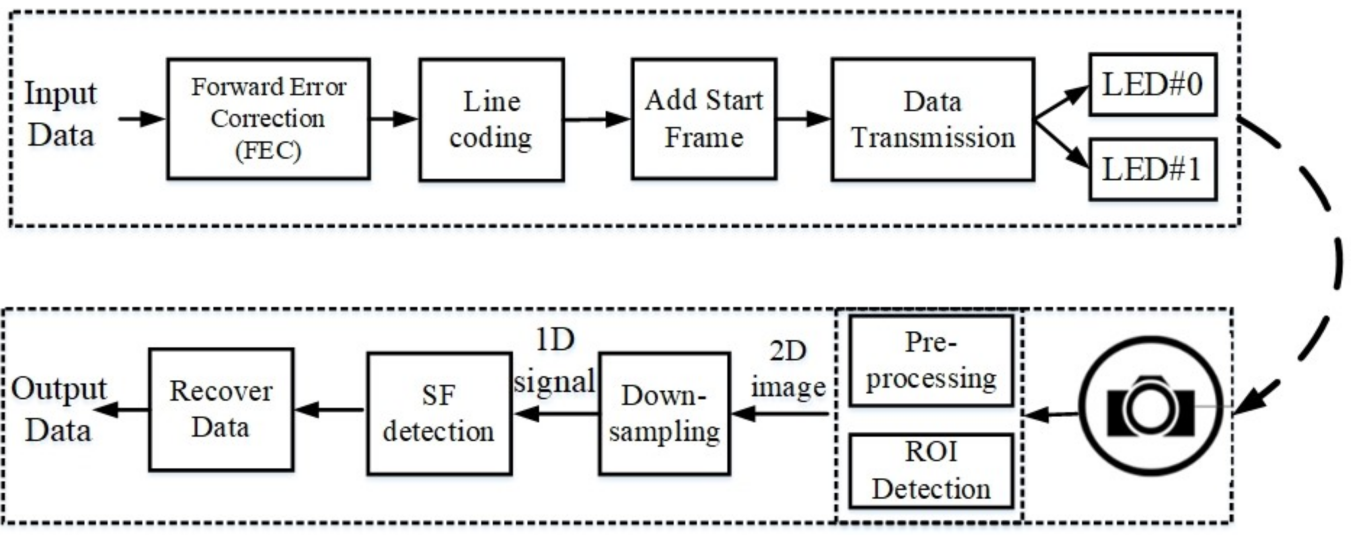 Input
Data
Forward Error
Correction
(FEC)
Line
coding
Add Start
Frame
Data
Transmission
LED#0
LED#1
Output
Data
Recover
Data
SF
detection
1D
signal
Down-
sampling
2D
image
Pre-
processing
ROI
Detection